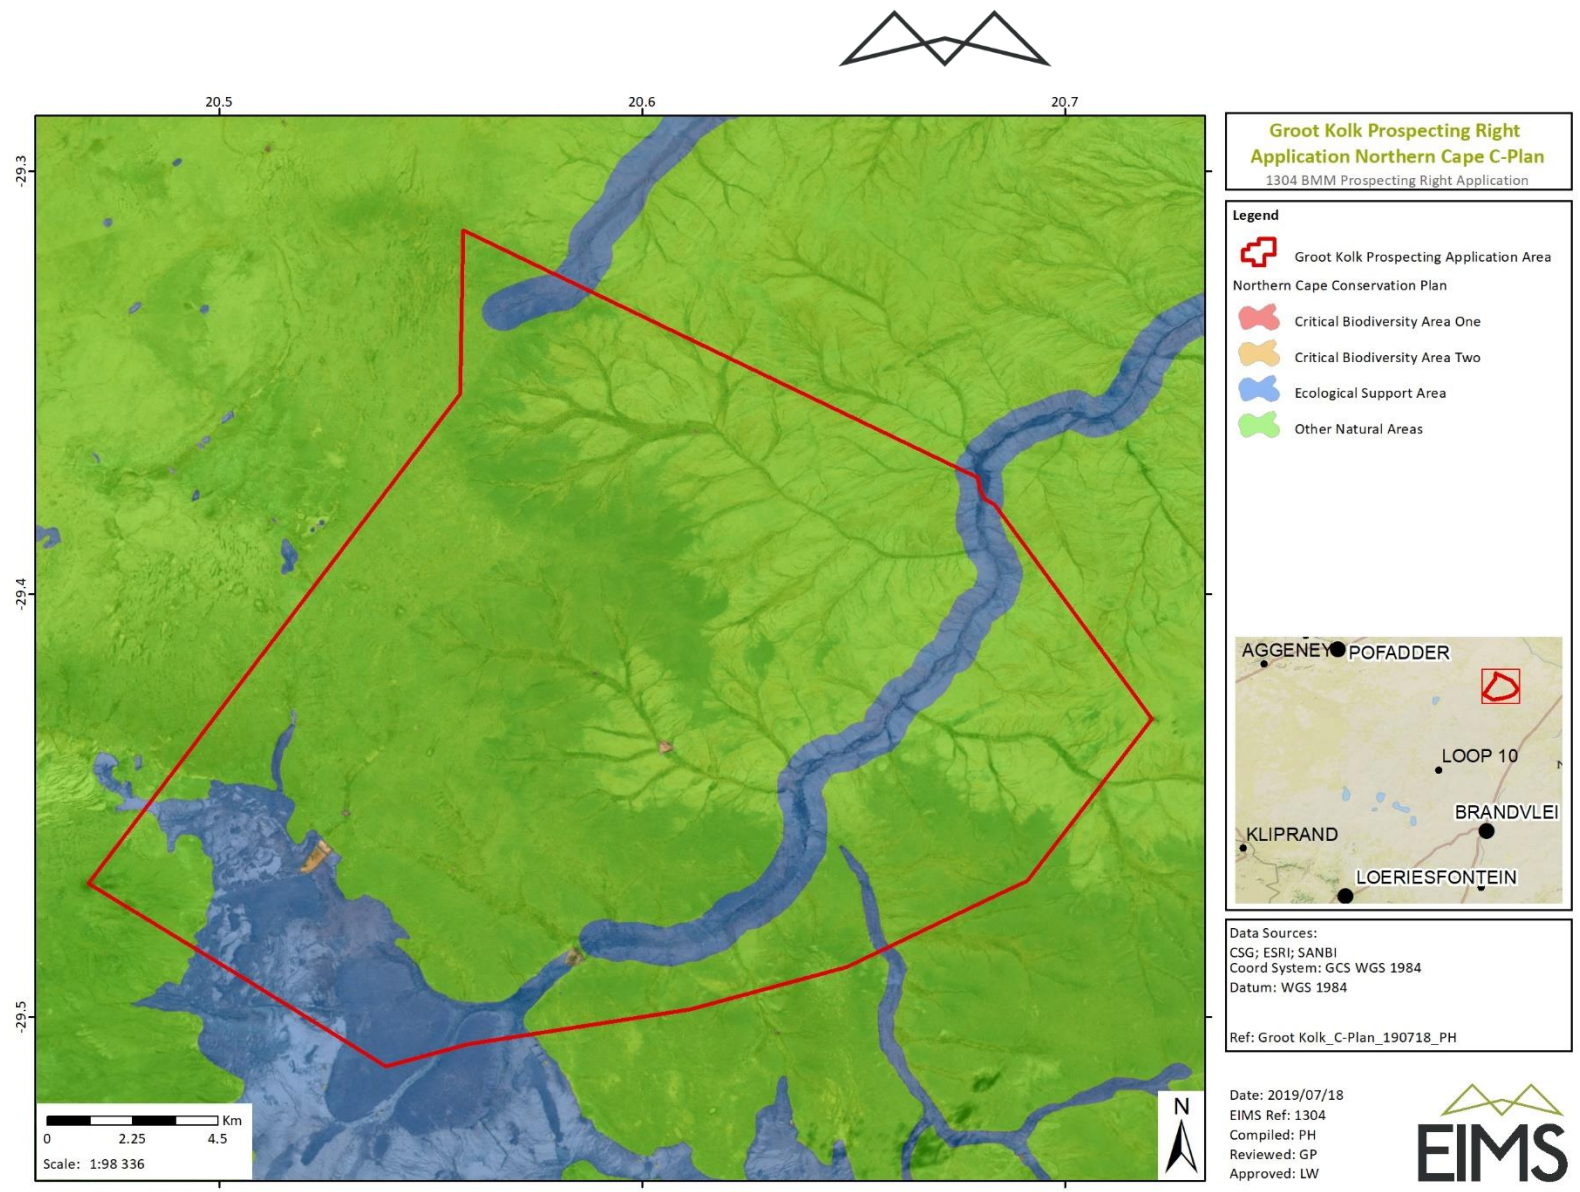 20.5
20.6
20.7
-29.3
-29.4
-29.5
Km
0
2.25
4.5
Scale: 1:98 336
N
Groot Kolk Prospecting Right
Application Northern Cape C-Plan
1304 BMM Prospecting Right Application
Legend
Groot Kolk Prospecting Application Area
Northern Cape Conservation Plan
Critical Biodiversity Area One
Critical Biodiversity Area Two
Ecological Support Area
Other Natural Areas
AGGENEY
POFADDER
LOOP 10
BRANDVLEI
KLIPRAND
LOERIESFONTEIN
Data Sources:
CSG; ESRI; SANBI
Coord System: GCS WGS 1984
Datum: WGS 1984
Ref: Groot Kolk_C-Plan_190718_PH
Date: 2019/07/18
EIMS Ref: 1304
Compiled: PH
Reviewed: GP
Approved: LW
EIMS